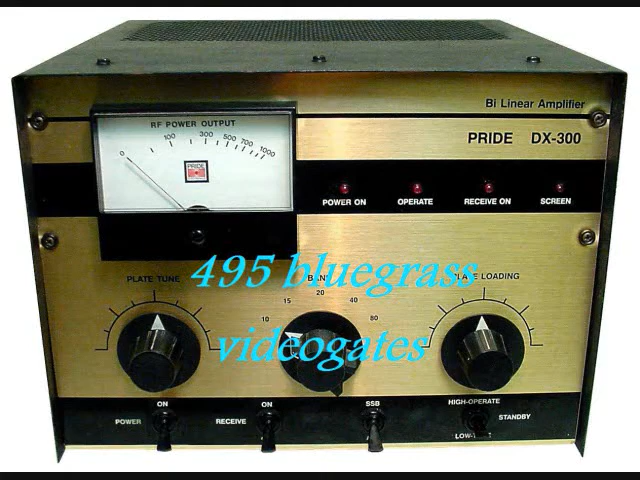 Bi Linear Amplifier
RF POWER OUTPUT
0 100 300 500 700 1000
PRIDE
PRIDE DX-300
POWER ON OPERATE RECEIVE ON SCREEN
495 bluegrass
videogates
PLATE TUNE
BAND
PLATE LOADING
10 15 20 40 80
ON ON SSB HIGH-OPERATE
POWER RECEIVE STANDBY